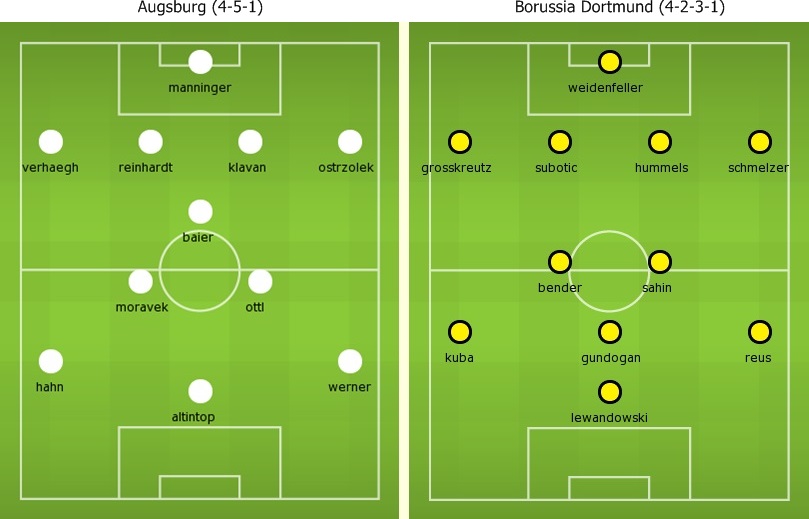 Augsburg (4-5-1)
manninger
verhaegh reinhardt klavan ostrzolek
baier
moravek ottl
hahn werner
altintop
Borussia Dortmund (4-2-3-1)
weidenfeller
grosskreutz subotic hummels schmelzer
bender sahin
kuba gundogan reus
lewandowski